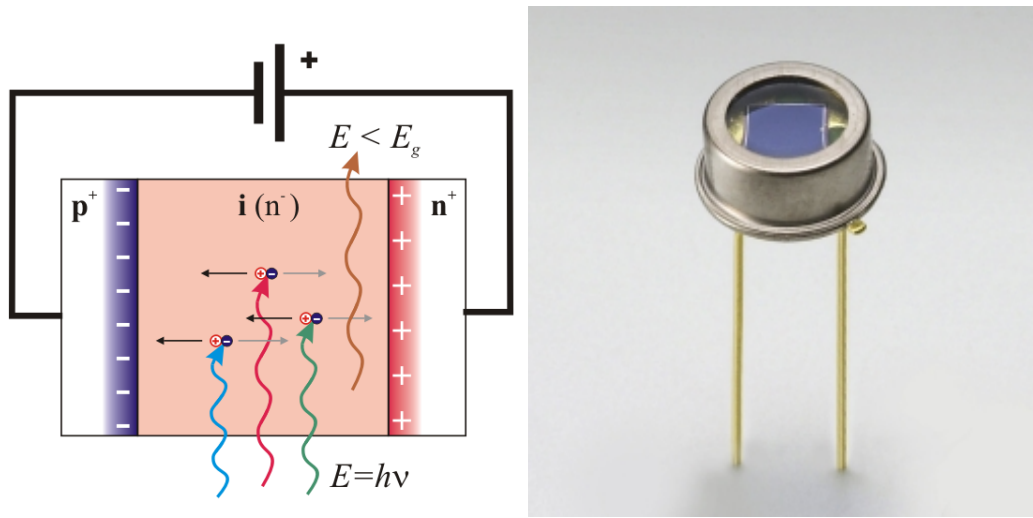 +
E < E_g
p⁺
i (n⁻)
n⁺
E=hν